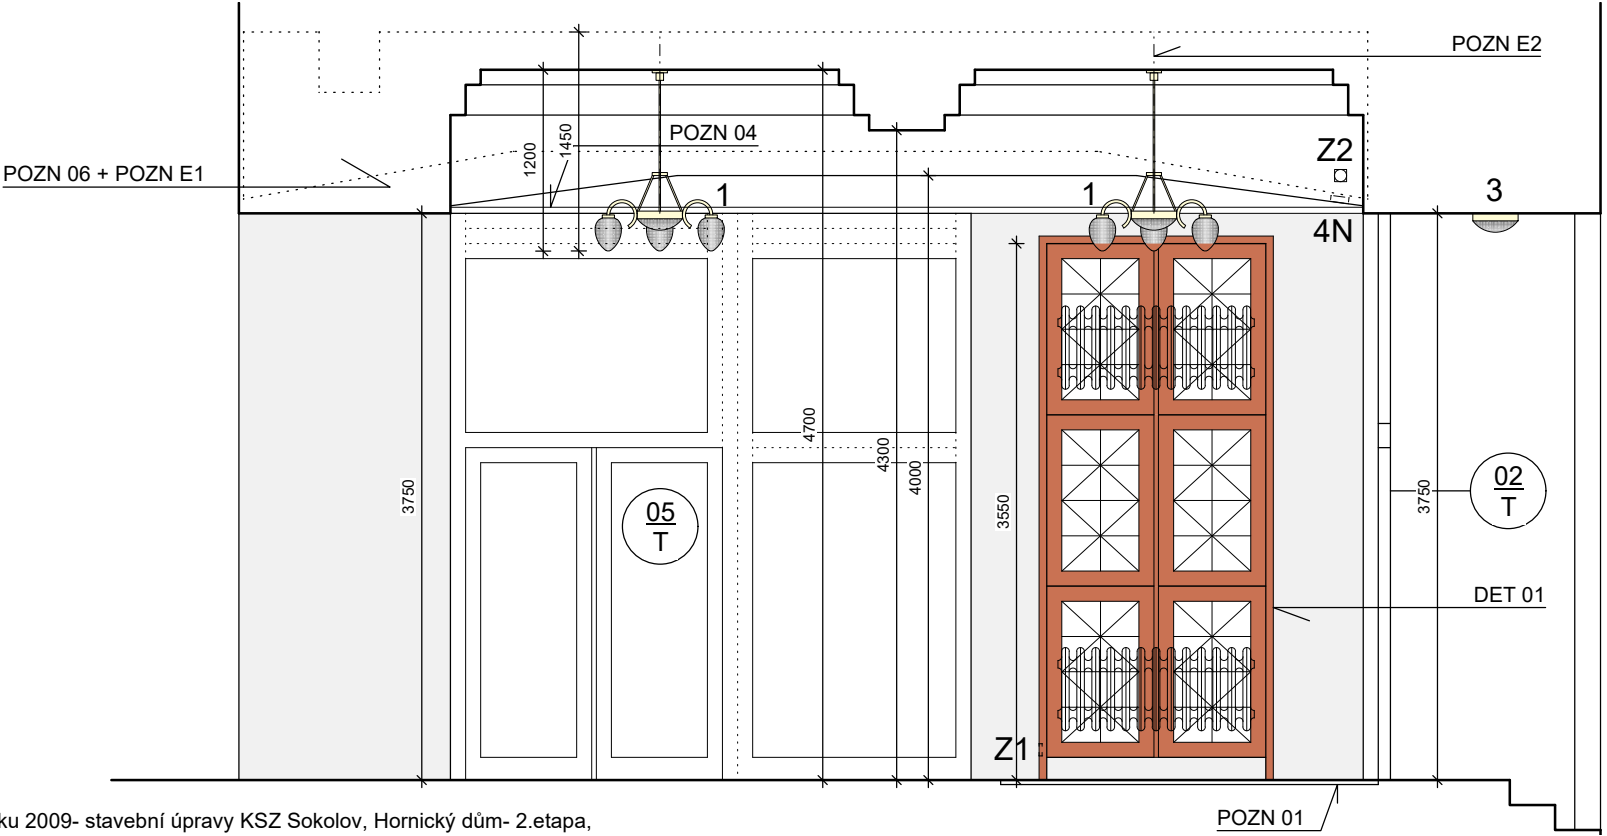 POZN E2
POZN 04
1200
1450
Z2
POZN 06 + POZN E1
1
1
3
4N
4700
4300
4000
3750
3550
3750
05
T
02
T
DET 01
Z1
POZN 01
ku 2009- stavební úpravy KSZ Sokolov, Hornický dům- 2.etapa,